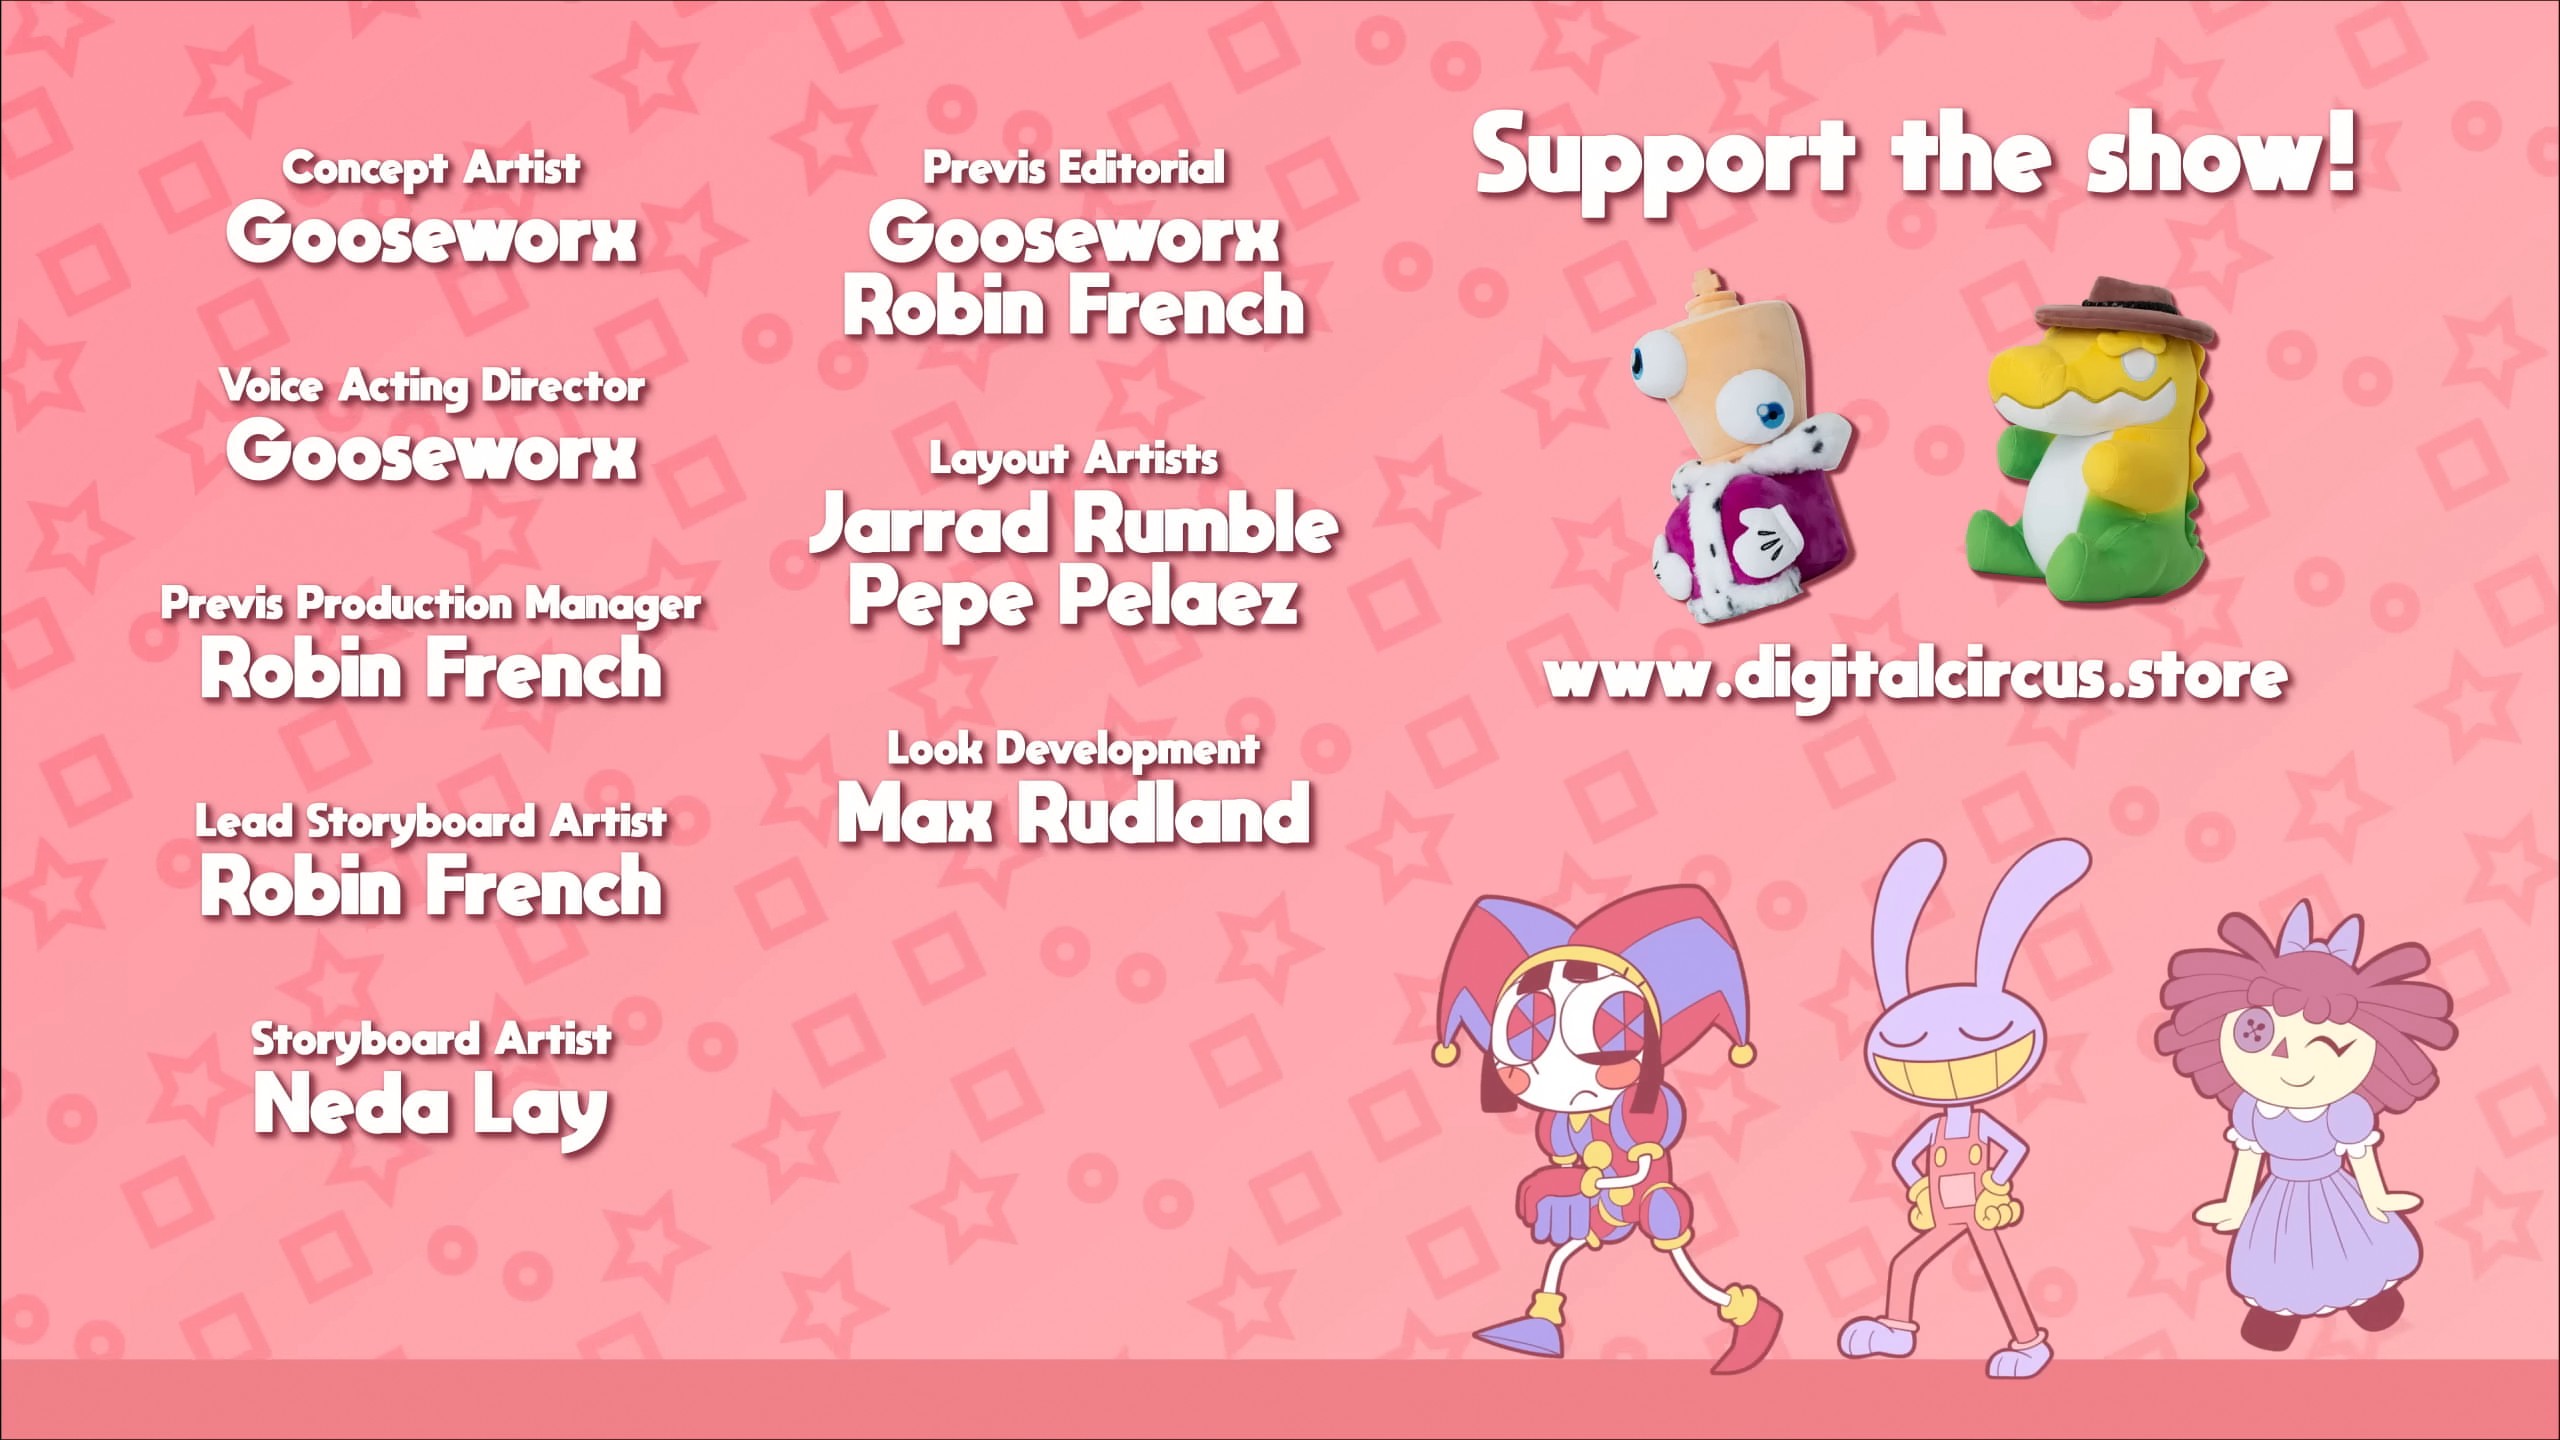 Concept Artist
Gooseworx
Voice Acting Director
Gooseworx
Previs Production Manager
Robin French
Lead Storyboard Artist
Robin French
Storyboard Artist
Neda Lay
Previs Editorial
Gooseworx
Robin French
Layout Artists
Jarrad Rumble
Pepe Pelaez
Look Development
Max Rudland
Support the show!
www.digitalcircus.store